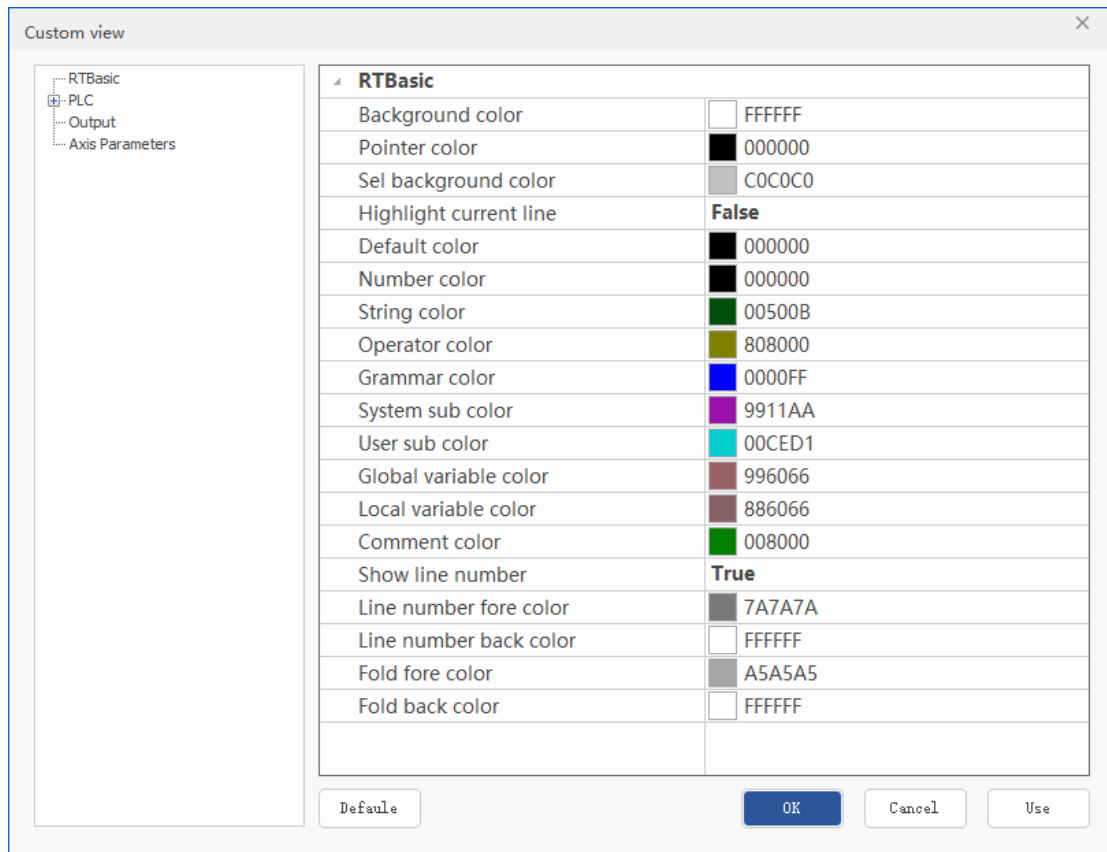 Custom view
RTBasic
PLC
Output
Axis Parameters
RTBasic
Background color FFFFFF
Pointer color 000000
Sel background color C0C0C0
Highlight current line False
Default color 000000
Number color 000000
String color 00500B
Operator color 808000
Grammar color 0000FF
System sub color 9911AA
User sub color 00CED1
Global variable color 996066
Local variable color 886066
Comment color 008000
Show line number True
Line number fore color 7A7A7A
Line number back color FFFFFF
Fold fore color A5A5A5
Fold back color FFFFFF
Defaule OK Cancel Use